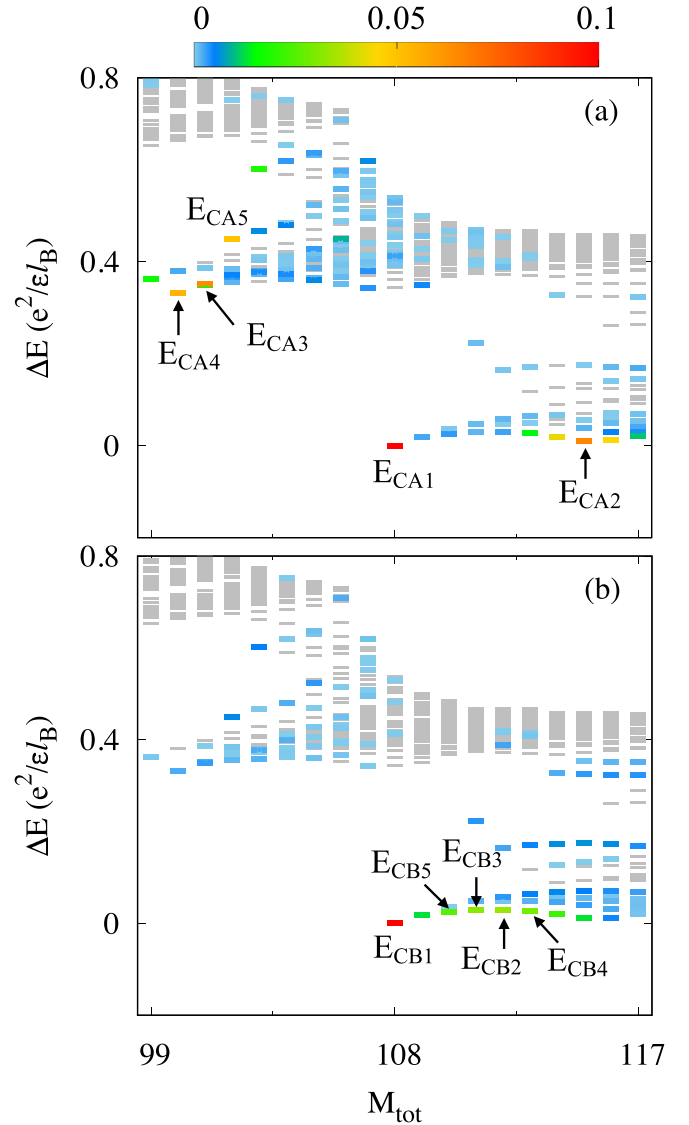 0 0.05 0.1
(a)
0.8
0.4
0
ΔE (e²/εl_B)
E_CA5
E_CA4
E_CA3
E_CA1
E_CA2
(b)
0.8
0.4
0
ΔE (e²/εl_B)
E_CB5
E_CB3
E_CB1
E_CB2
E_CB4
99 108 117
M_tot